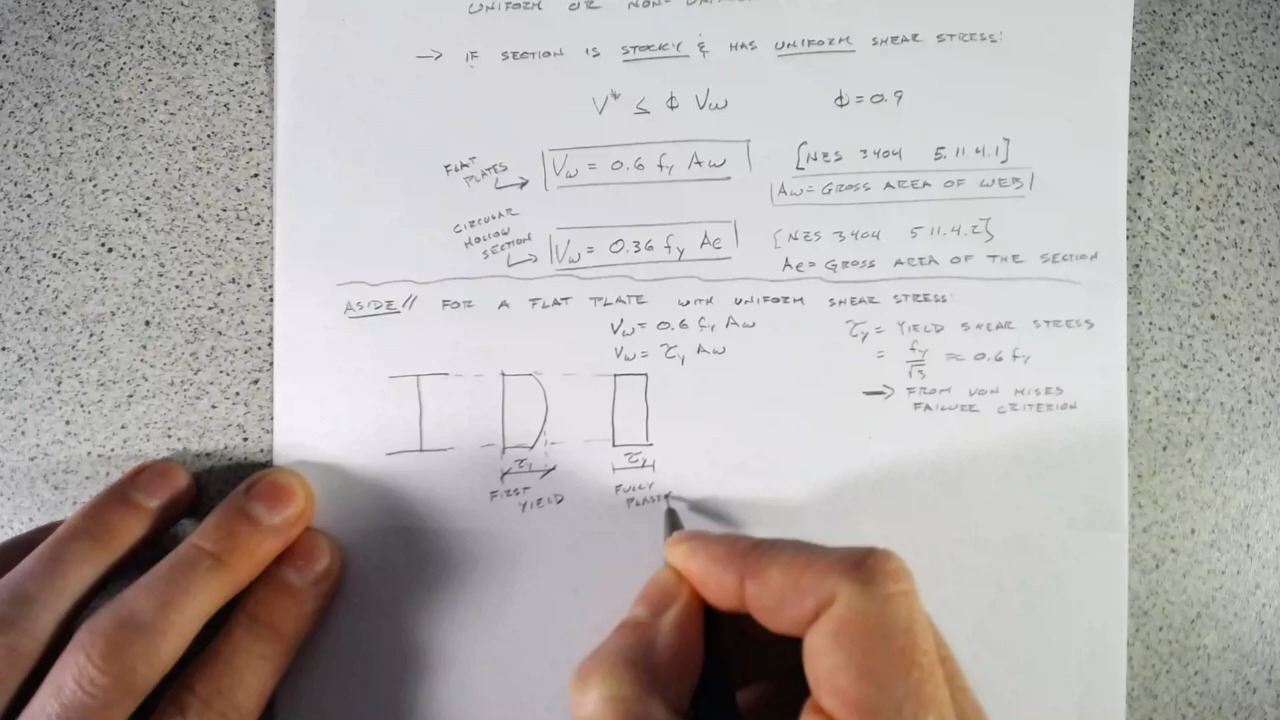 UNIFORM OR NON-
→ IF SECTION IS STOCKY & HAS UNIFORM SHEAR STRESS:
V* ≤ ϕ Vw ϕ = 0.9
FLAT PLATES Vw = 0.6 fy Aw [NZS 3404 5.11.4.1]
Aw = GROSS AREA OF WEB
CIRCULAR HOLLOW SECTION Vw = 0.36 fy Ae [NZS 3404 5.11.4.2]
Ae = GROSS AREA OF THE SECTION
ASIDE// FOR A FLAT PLATE WITH UNIFORM SHEAR STRESS:
Vw = 0.6 fy Aw τy = YIELD SHEAR STRESS
Vw = τy Aw = fy/√3 ≈ 0.6 fy
→ FROM VON MISES
FAILURE CRITERION
τy τy
FIRST YIELD FULLY